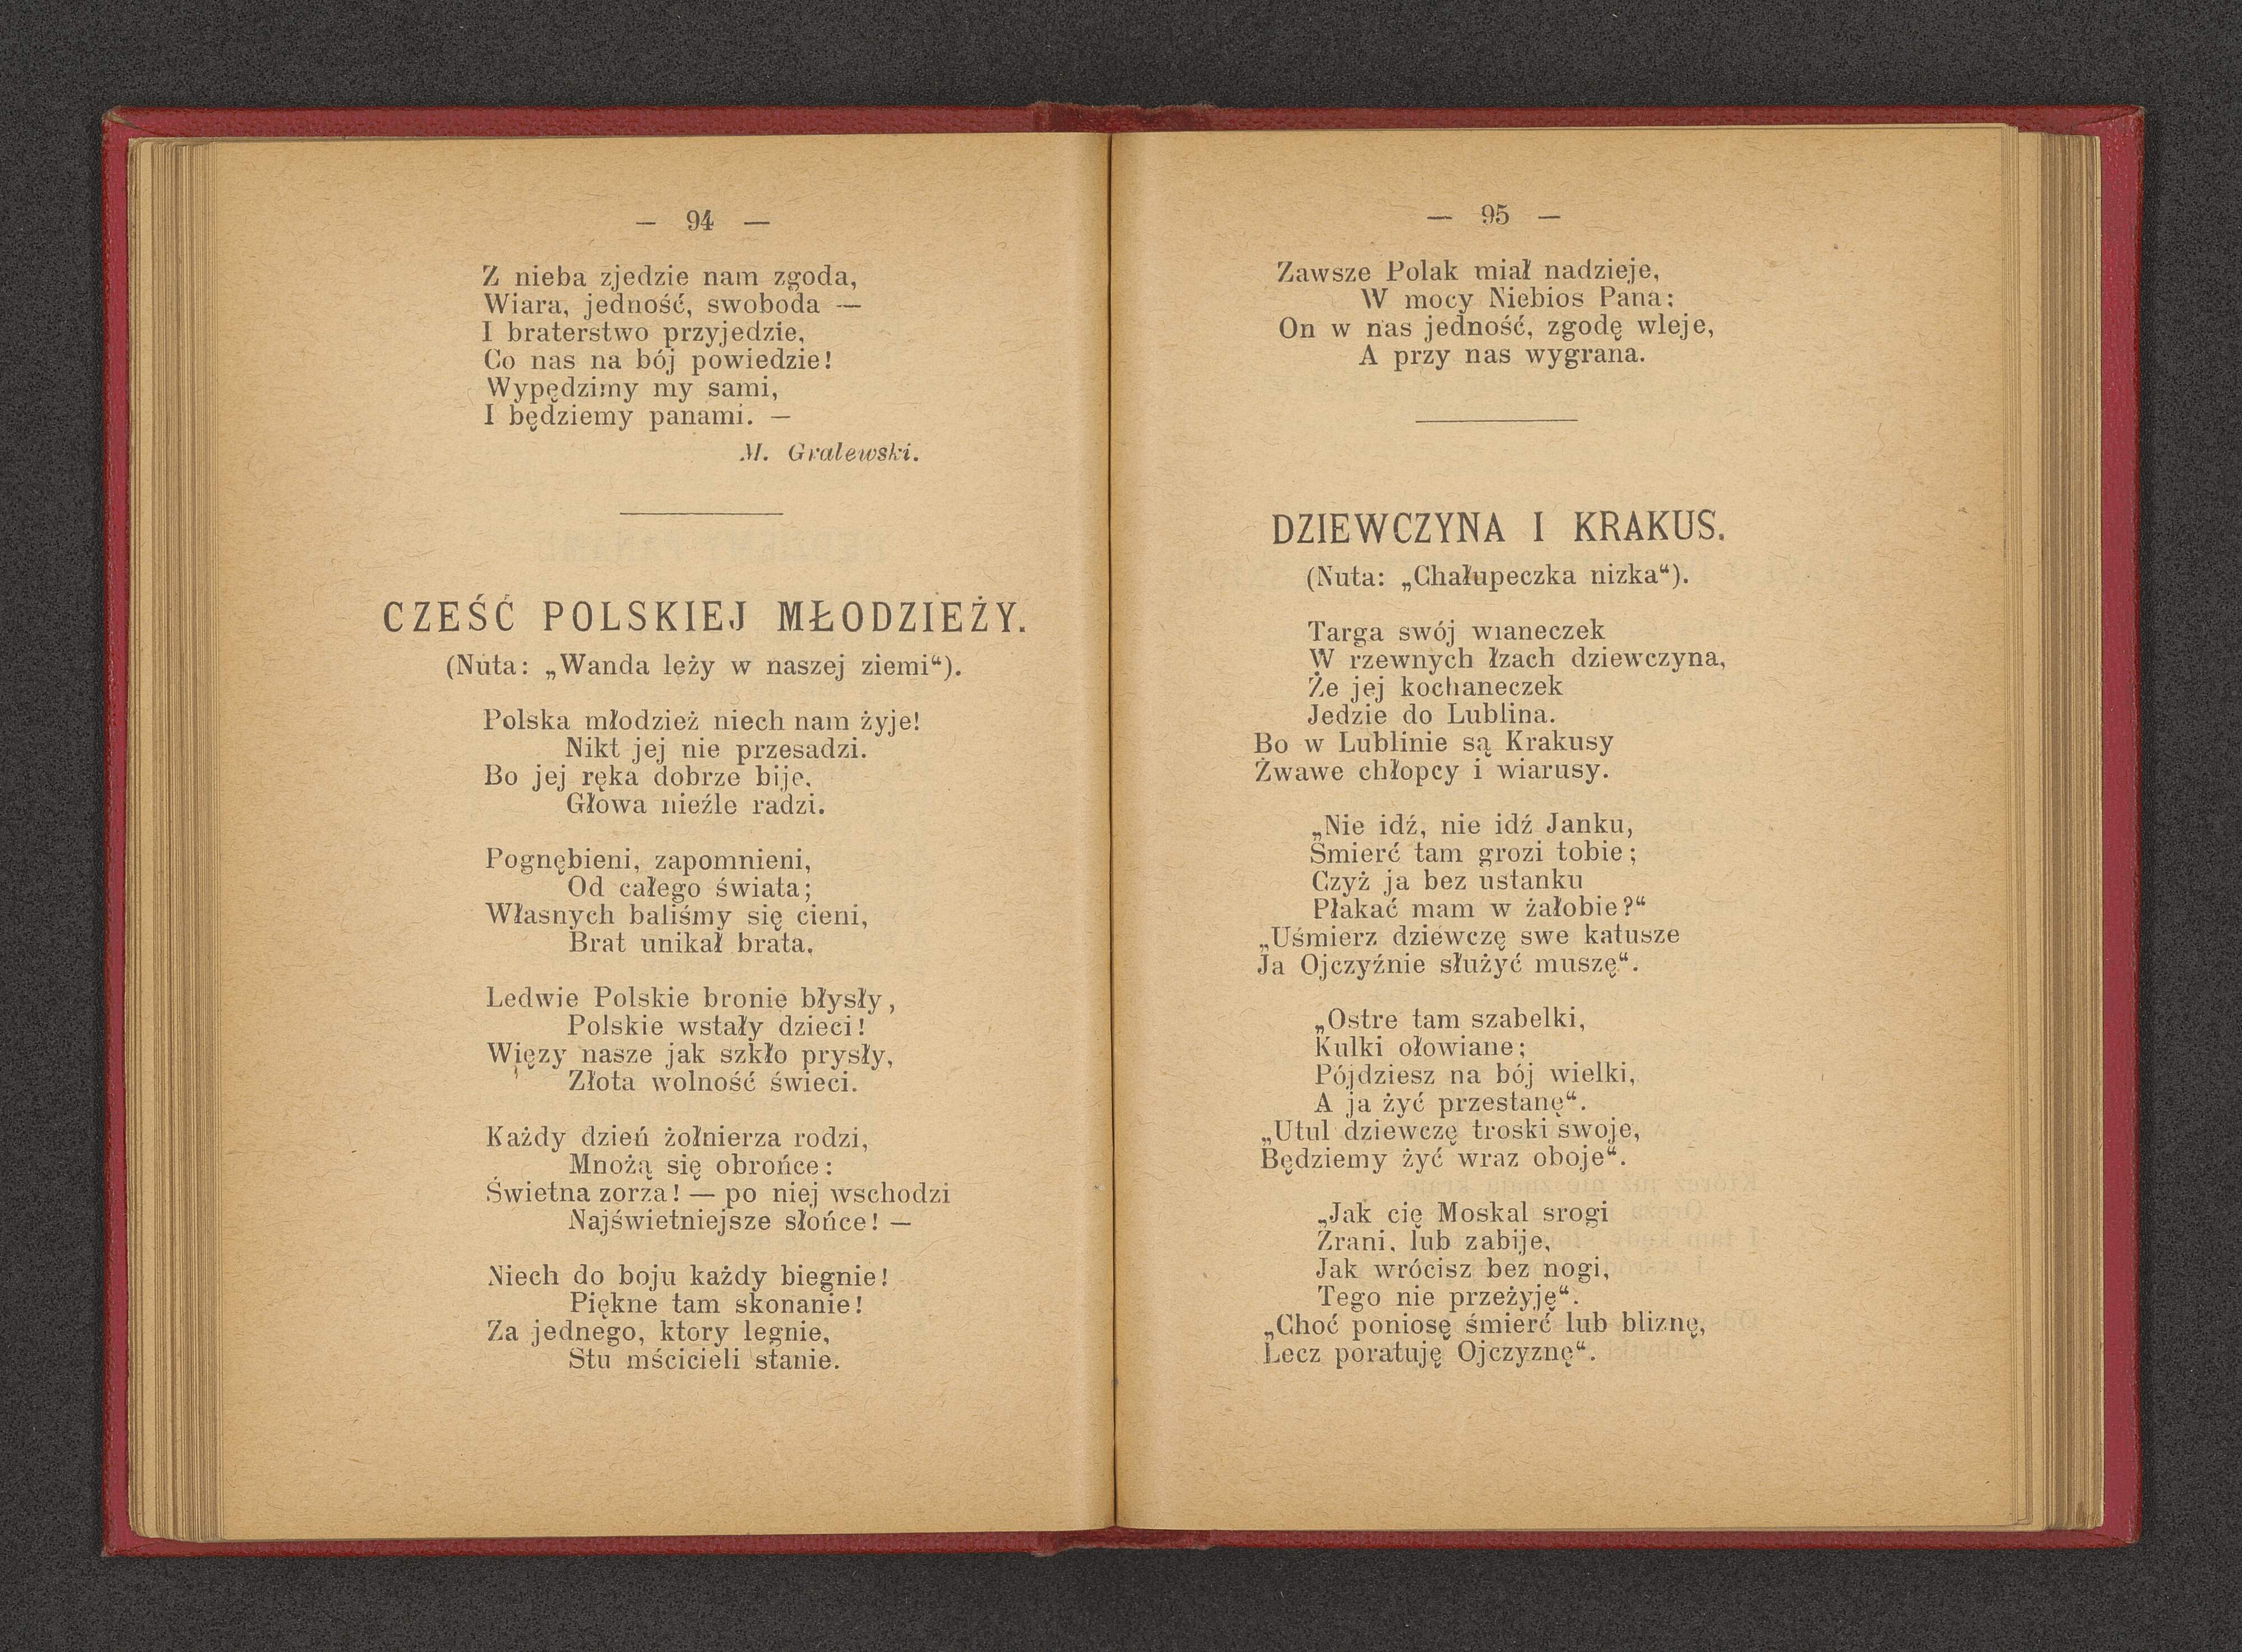 — 94 —
Z nieba zjedzie nam zgoda,
Wiara, jedność, swoboda —
I braterstwo przyjedzie,
Co nas na bój powiedzie!
Wypędzimy my sami,
I będziemy panami. —
M. Gralewski.
CZEŚĆ POLSKIEJ MŁODZIEŻY.
(Nuta: „Wanda leży w naszej ziemi“).
Polska młodzież niech nam żyje!
Nikt jej nie przesadzi.
Bo jej ręka dobrze bije,
Głowa nieźle radzi.
Pognębieni, zapomnieni,
Od całego świata;
Własnych baliśmy się cieni,
Brat unikał brata.
Ledwie Polskie bronie błysły,
Polskie wstały dzieci!
Więzy nasze jak szkło prysły,
Złota wolność świeci.
Każdy dzień żołnierza rodzi,
Mnożą się obrońce:
Świetna zorza! — po niej wschodzi
Najświetniejsze słońce! —
Niech do boju każdy biegnie!
Piękne tam skonanie!
Za jednego, ktory legnie,
Stu mścicieli stanie.
— 95 —
Zawsze Polak miał nadzieje,
W mocy Niebios Pana;
On w nas jedność, zgodę wleje,
A przy nas wygrana.
DZIEWCZYNA I KRAKUS.
(Nuta: „Chałupeczka nizka“).
Targa swój wianeczek
W rzewnych łzach dziewczyna,
Że jej kochaneczek
Jedzie do Lublina.
Bo w Lublinie są Krakusy
Żwawe chłopcy i wiarusy.
„Nie idź, nie idź Janku,
Śmierć tam grozi tobie;
Czyż ja bez ustanku
Płakać mam w żałobie?“
„Uśmierz dziewczę swe katusze
Ja Ojczyźnie służyć muszę“.
„Ostre tam szabelki,
Kulki ołowiane;
Pójdziesz na bój wielki,
A ja żyć przestanę“.
„Utul dziewczę troski swoje,
Będziemy żyć wraz oboje“.
„Jak cię Moskal srogi
Zrani, lub zabije,
Jak wrócisz bez nogi,
Tego nie przeżyję“.
„Choć poniosę śmierć lub bliznę,
Lecz poratuję Ojczyznę“.